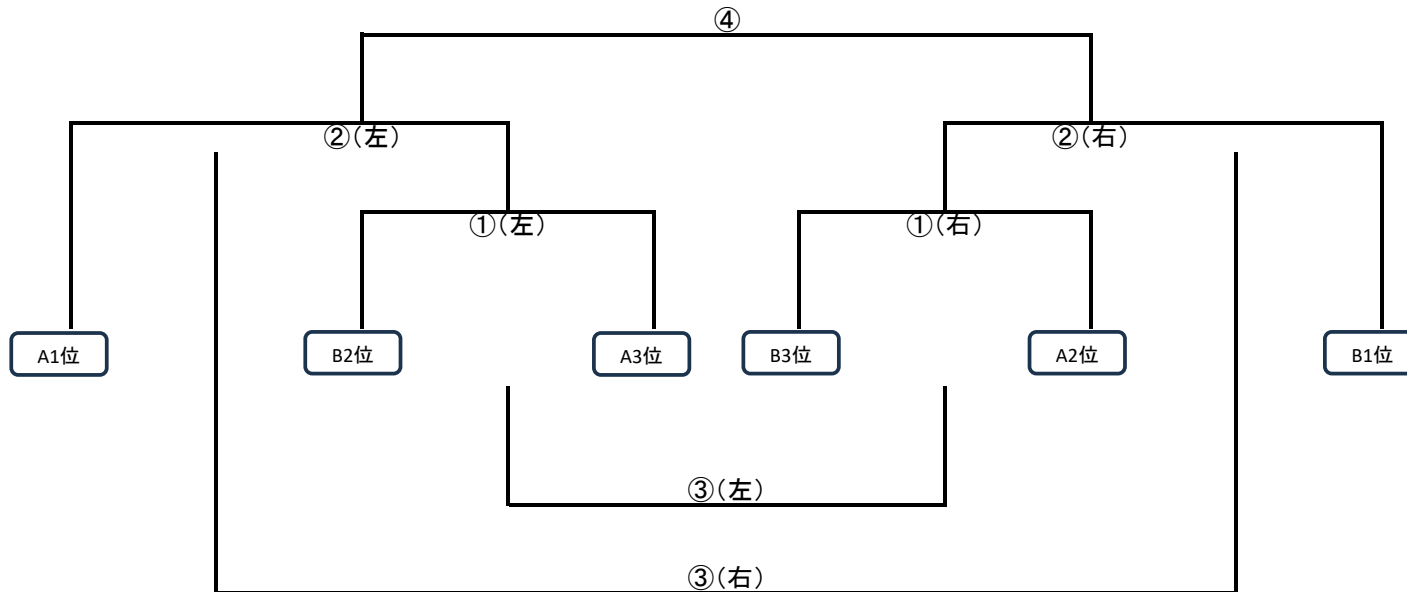 ④
②(左)
②(右)
①(左)
①(右)
A1位
B2位
A3位
B3位
A2位
B1位
③(左)
③(右)